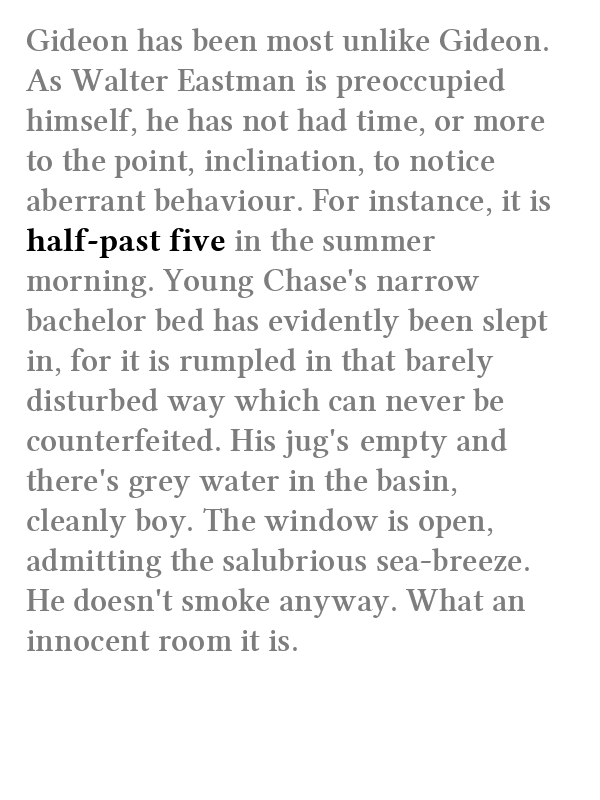 Gideon has been most unlike Gideon.
As Walter Eastman is preoccupied
himself, he has not had time, or more
to the point, inclination, to notice
aberrant behaviour. For instance, it is
half-past five in the summer
morning. Young Chase's narrow
bachelor bed has evidently been slept
in, for it is rumpled in that barely
disturbed way which can never be
counterfeited. His jug's empty and
there's grey water in the basin,
cleanly boy. The window is open,
admitting the salubrious sea-breeze.
He doesn't smoke anyway. What an
innocent room it is.